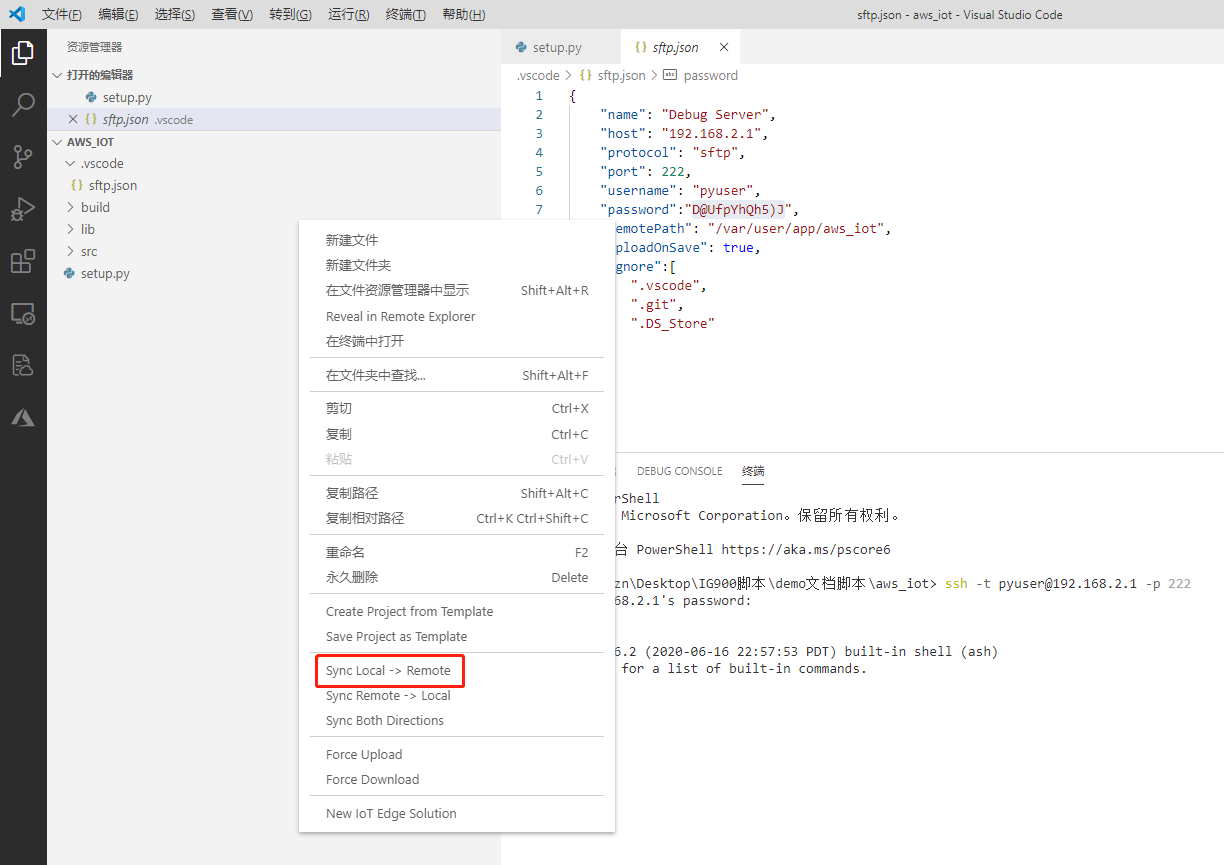 文件(F) 编辑(E) 选择(S) 查看(V) 转到(G) 运行(R) 终端(T) 帮助(H) sftp.json - aws_iot - Visual Studio Code
资源管理器
打开的编辑器
setup.py
sftp.json .vscode
AWS_IOT
.vscode
{} sftp.json
build
lib
src
setup.py
setup.py {} sftp.json
.vscode > {} sftp.json > password
1 {
2 "name": "Debug Server",
3 "host": "192.168.2.1",
4 "protocol": "sftp",
5 "port": 222,
6 "username": "pyuser",
7 "password":"D@UfpYhQh5)J",
emotePath": "/var/user/app/aws_iot",
ploadOnSave": true,
gnore":[
".vscode",
".git",
".DS_Store"
新建文件
新建文件夹
在文件资源管理器中显示 Shift+Alt+R
Reveal in Remote Explorer
在终端中打开
在文件夹中查找... Shift+Alt+F
剪切 Ctrl+X
复制 Ctrl+C
粘贴 Ctrl+V
复制路径 Shift+Alt+C
复制相对路径 Ctrl+K Ctrl+Shift+C
重命名 F2
永久删除 Delete
Create Project from Template
Save Project as Template
Sync Local -> Remote
Sync Remote -> Local
Sync Both Directions
Force Upload
Force Download
New IoT Edge Solution
DEBUG CONSOLE 终端
rShell
Microsoft Corporation。保留所有权利。
台 PowerShell https://aka.ms/pscore6
zn\Desktop\IG900脚本\demo文档脚本\aws_iot> ssh -t pyuser@192.168.2.1 -p 222
68.2.1's password:
6.2 (2020-06-16 22:57:53 PDT) built-in shell (ash)
for a list of built-in commands.